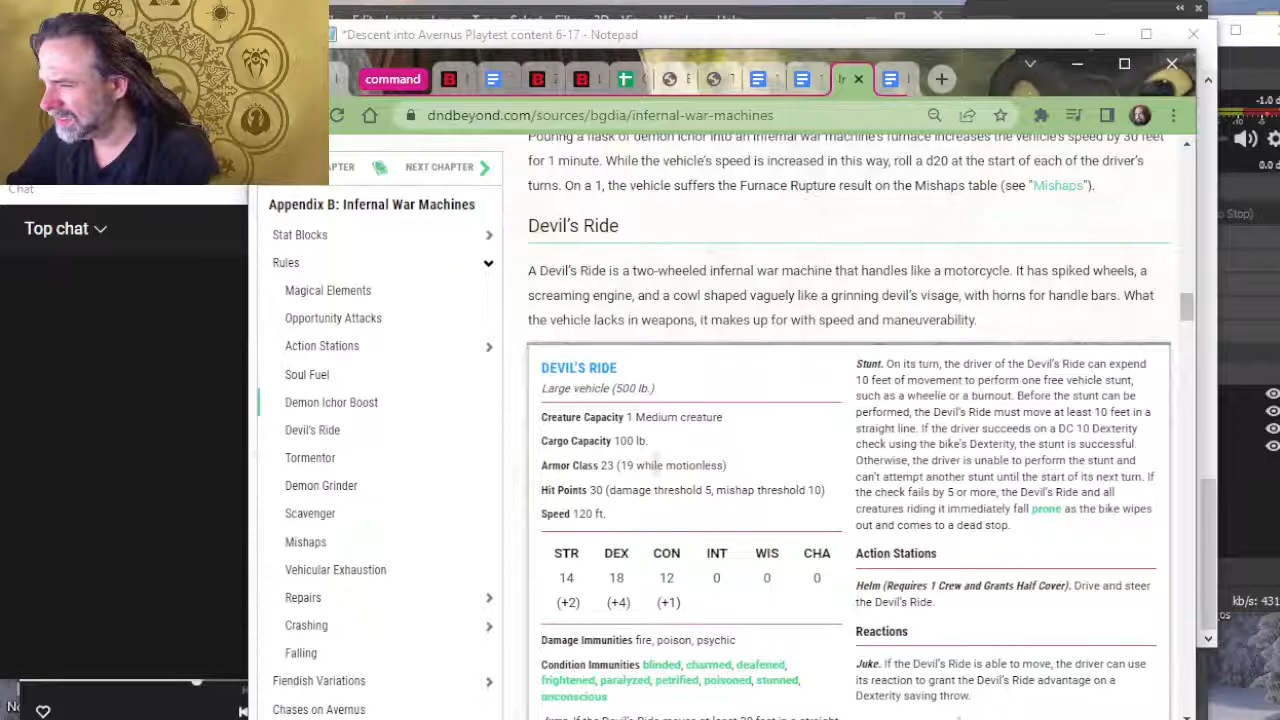 *Descent into Avernus Playtest content 6-17 - Notepad
command
dndbeyond.com/sources/bgdia/infernal-war-machines
-1.0 d
0.0 d
Chat
Top chat
NEXT CHAPTER
Appendix B: Infernal War Machines
Stat Blocks
Rules
Magical Elements
Opportunity Attacks
Action Stations
Soul Fuel
Demon Ichor Boost
Devil's Ride
Tormentor
Demon Grinder
Scavenger
Mishaps
Vehicular Exhaustion
Repairs
Crashing
Falling
Fiendish Variations
Chases on Avernus
Pouring a flask of demon ichor into an infernal war machine's furnace increases the vehicle's speed by 30 feet
for 1 minute. While the vehicle's speed is increased in this way, roll a d20 at the start of each of the driver's
turns. On a 1, the vehicle suffers the Furnace Rupture result on the Mishaps table (see "Mishaps").
Devil's Ride
A Devil's Ride is a two-wheeled infernal war machine that handles like a motorcycle. It has spiked wheels, a
screaming engine, and a cowl shaped vaguely like a grinning devil's visage, with horns for handle bars. What
the vehicle lacks in weapons, it makes up for with speed and maneuverability.
DEVIL'S RIDE
Large vehicle (500 lb.)
Creature Capacity 1 Medium creature
Cargo Capacity 100 lb.
Armor Class 23 (19 while motionless)
Hit Points 30 (damage threshold 5, mishap threshold 10)
Speed 120 ft.
STR DEX CON INT WIS CHA
14 18 12 0 0 0
(+2) (+4) (+1)
Damage Immunities fire, poison, psychic
Condition Immunities blinded, charmed, deafened,
frightened, paralyzed, petrified, poisoned, stunned,
unconscious
Stunt. On its turn, the driver of the Devil's Ride can expend
10 feet of movement to perform one free vehicle stunt,
such as a wheelie or a burnout. Before the stunt can be
performed, the Devil's Ride must move at least 10 feet in a
straight line. If the driver succeeds on a DC 10 Dexterity
check using the bike's Dexterity, the stunt is successful.
Otherwise, the driver is unable to perform the stunt and
can't attempt another stunt until the start of its next turn. If
the check fails by 5 or more, the Devil's Ride and all
creatures riding it immediately fall prone as the bike wipes
out and comes to a dead stop.
Action Stations
Helm (Requires 1 Crew and Grants Half Cover). Drive and steer
the Devil's Ride.
Reactions
Juke. If the Devil's Ride is able to move, the driver can use
its reaction to grant the Devil's Ride advantage on a
Dexterity saving throw.
kb/s: 431